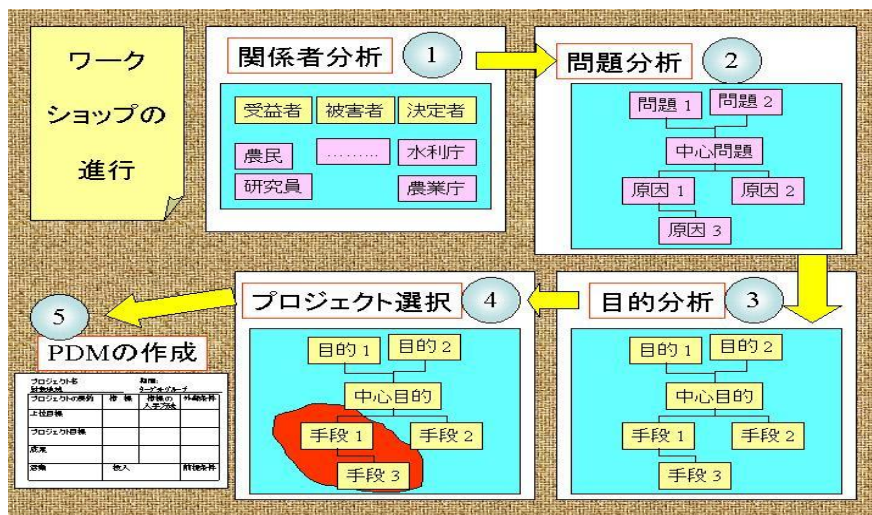 ワーク
ショップの
進行
関係者分析 1
受益者 被害者 決定者
農民 ……… 水利庁
研究員 農業庁
問題分析 2
問題 1 問題 2
中心問題
原因 1 原因 2
原因 3
目的分析 3
目的 1 目的 2
中心目的
手段 1 手段 2
手段 3
プロジェクト選択 4
目的 1 目的 2
中心目的
手段 1 手段 2
手段 3
5
PDMの作成
プロジェクト名 期間:
対象地域 ターゲットグループ
プロジェクトの要約 指標 指標の 外部条件
入手方法
上位目標
プロジェクト目標
成果
活動 投入 前提条件